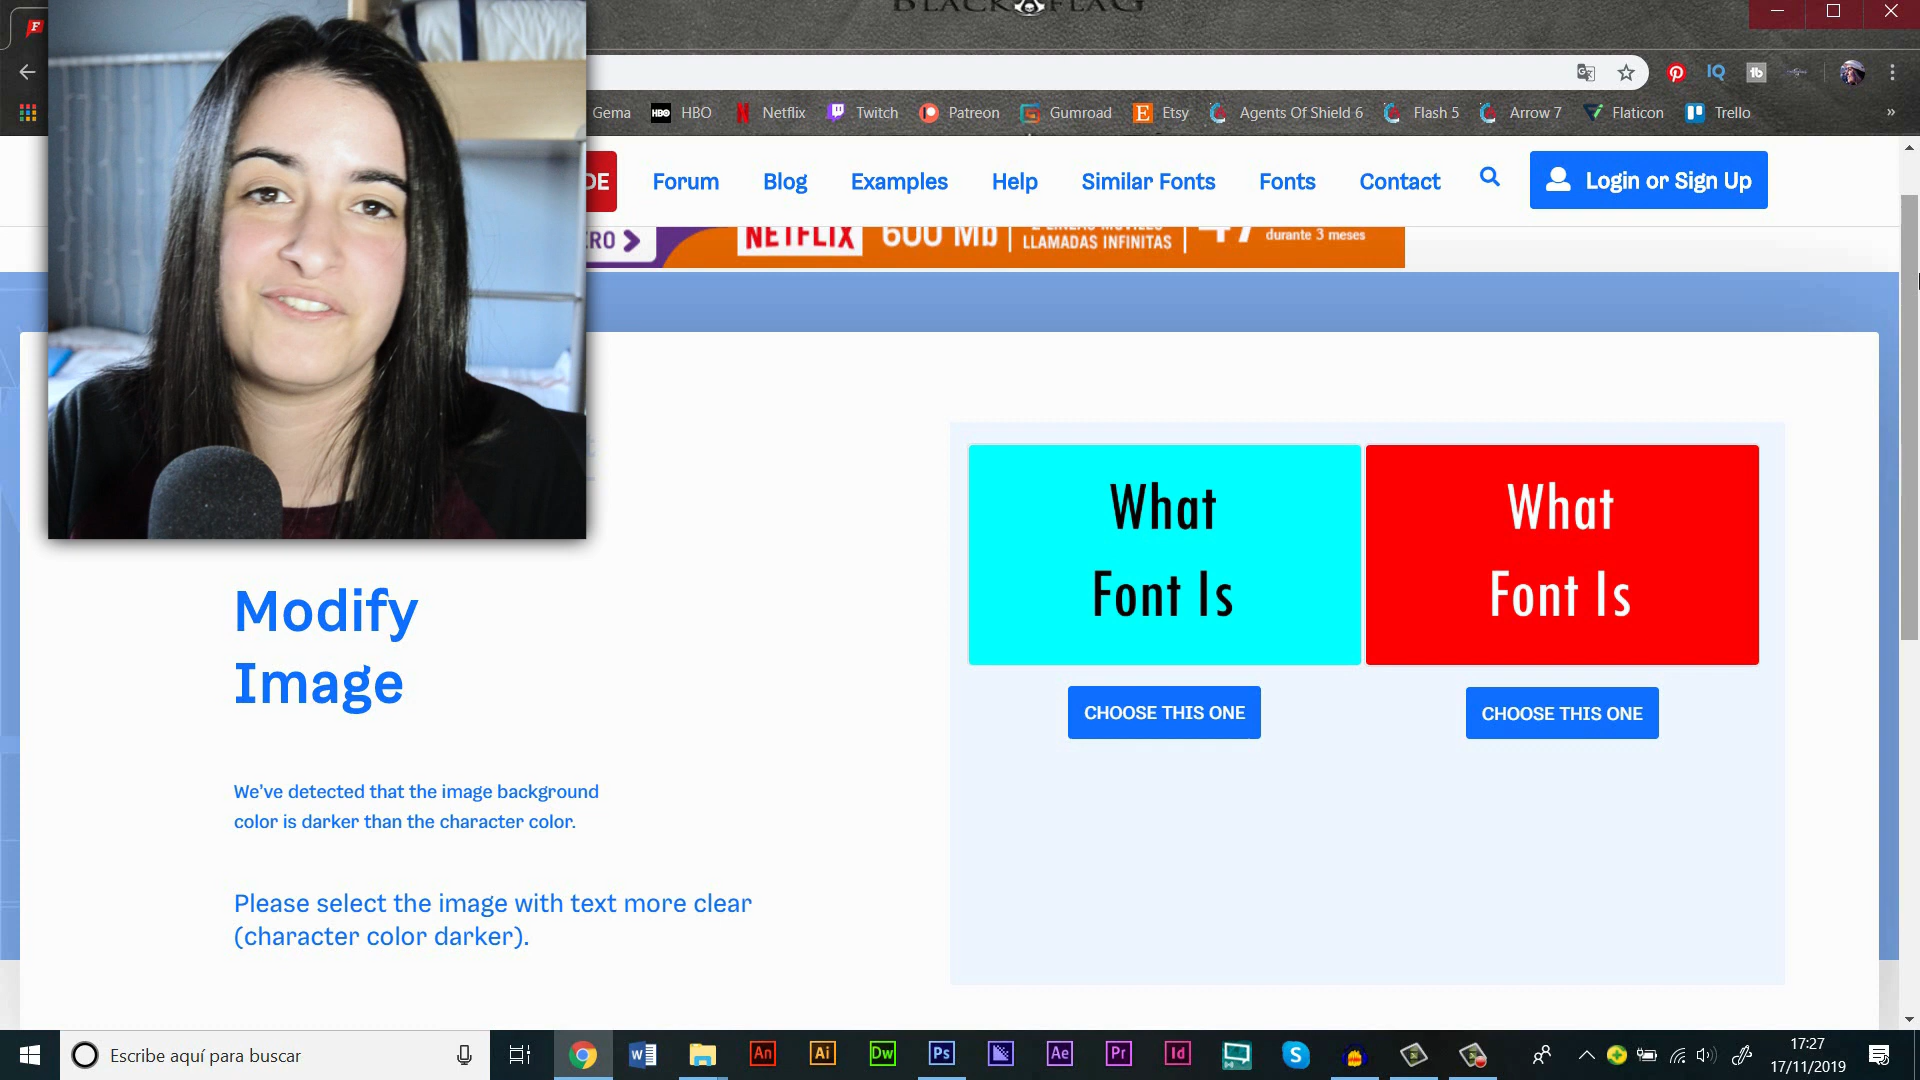 BLACK FLAG
Gema HBO Netflix Twitch Patreon Gumroad Etsy Agents Of Shield 6 Flash 5 Arrow 7 Flaticon Trello »
DE Forum Blog Examples Help Similar Fonts Fonts Contact Login or Sign Up
RO NETFLIX 600 Mb LLAMADAS INFINITAS durante 3 meses
What
Font Is
What
Font Is
CHOOSE THIS ONE CHOOSE THIS ONE
Modify
Image
We've detected that the image background
color is darker than the character color.
Please select the image with text more clear
(character color darker).
Escribe aquí para buscar
17:27
17/11/2019